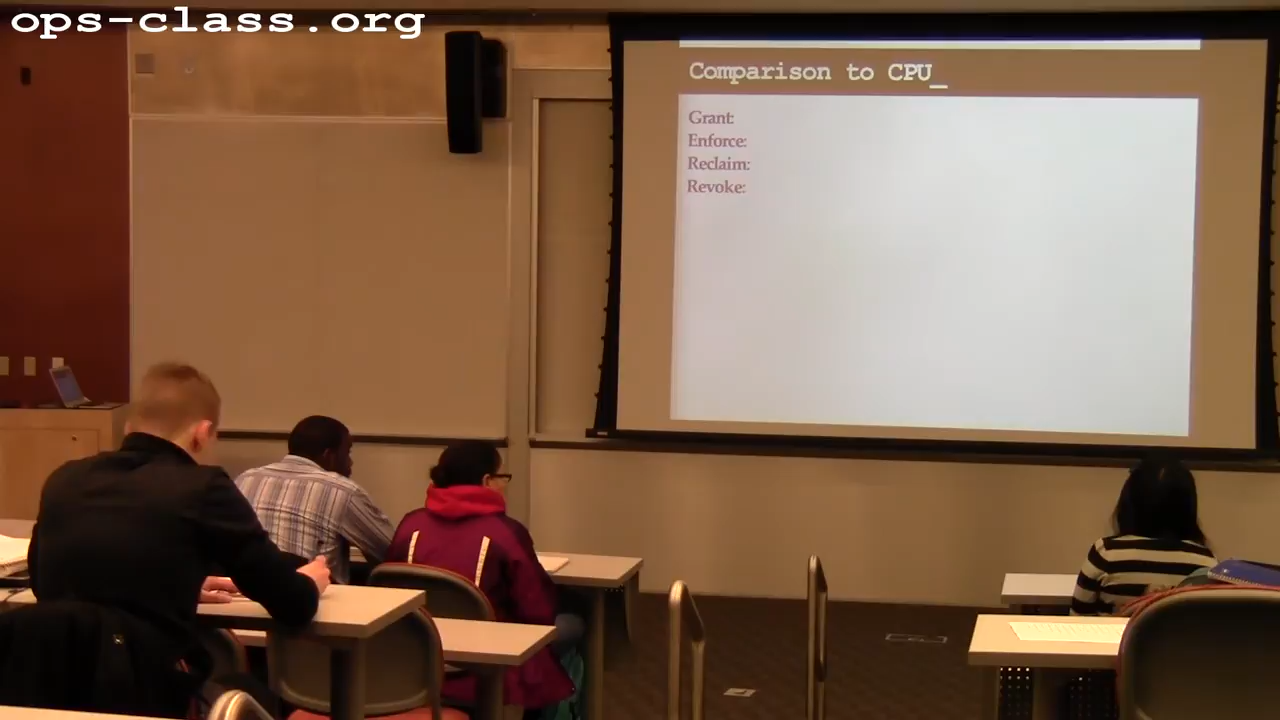 ops-class.org
Comparison to CPU_
Grant:
Enforce:
Reclaim:
Revoke: